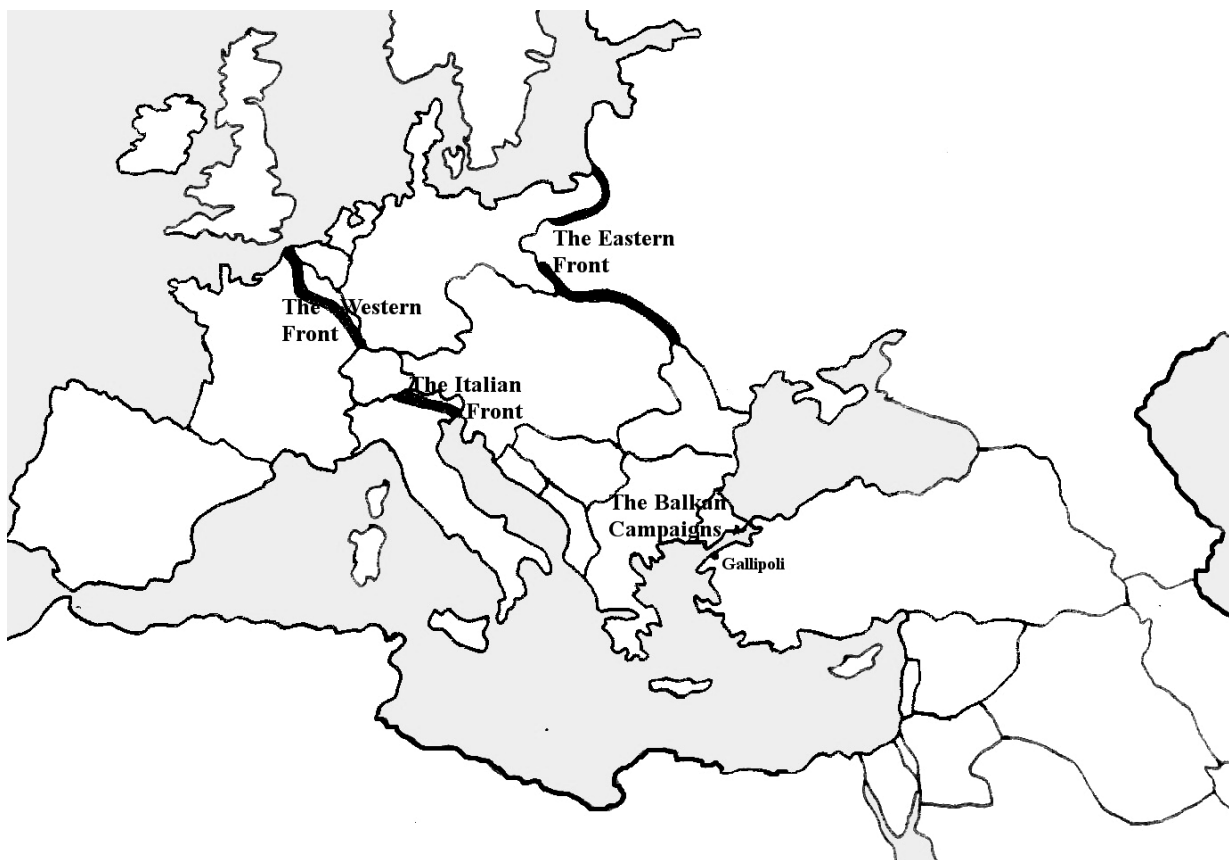 The Eastern
Front
The Western
Front
The Italian
Front
The Balkan
Campaigns
Gallipoli